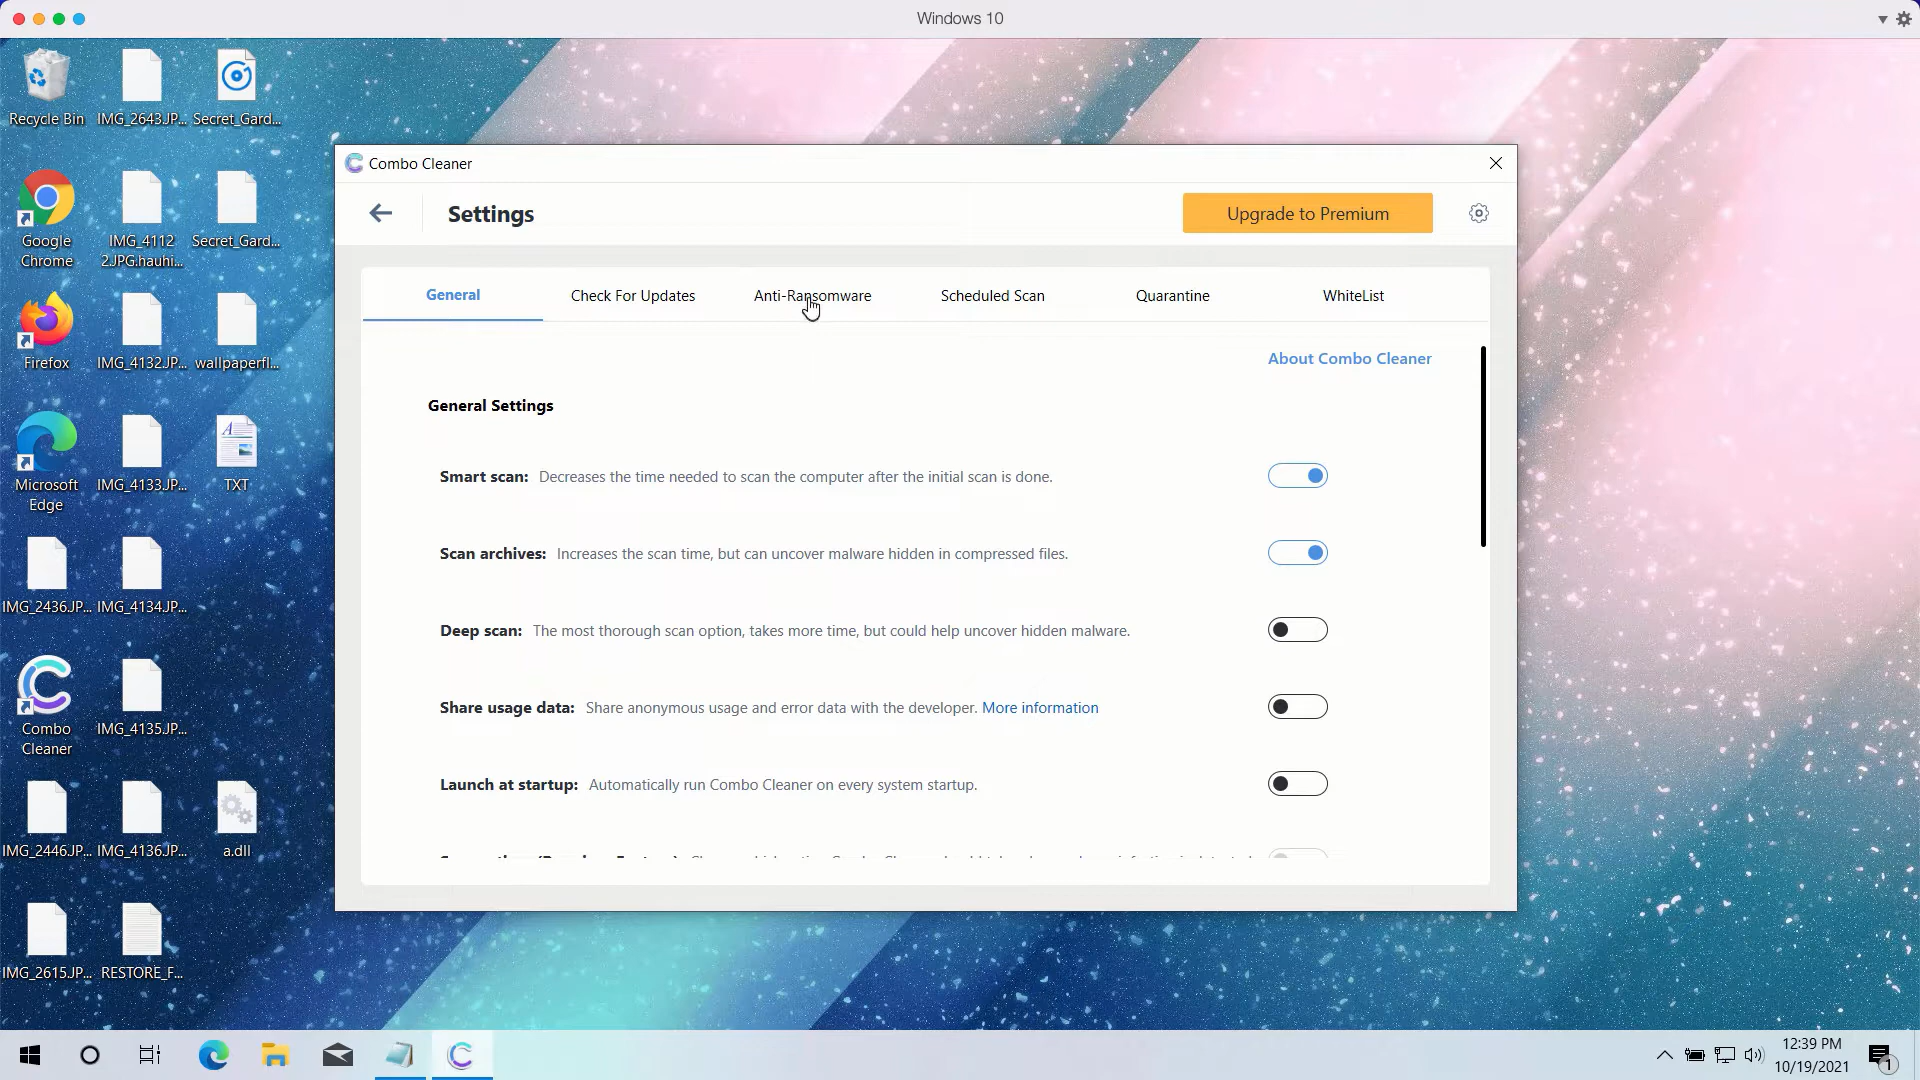 Windows 10
Recycle Bin
IMG_2643.JP...
Secret_Gard...
Google
Chrome
IMG_4112
2.JPG.hauhi...
Secret_Gard...
Firefox
IMG_4132.JP...
wallpaperfl...
Microsoft
Edge
IMG_4133.JP...
TXT
IMG_2436.JP...
IMG_4134.JP...
Combo
Cleaner
IMG_4135.JP...
IMG_2446.JP...
IMG_4136.JP...
a.dll
IMG_2615.JP...
RESTORE_F...
Combo Cleaner
Settings
Upgrade to Premium
General
Check For Updates
Anti-Ransomware
Scheduled Scan
Quarantine
WhiteList
About Combo Cleaner
General Settings
Smart scan: Decreases the time needed to scan the computer after the initial scan is done.
Scan archives: Increases the scan time, but can uncover malware hidden in compressed files.
Deep scan: The most thorough scan option, takes more time, but could help uncover hidden malware.
Share usage data: Share anonymous usage and error data with the developer. More information
Launch at startup: Automatically run Combo Cleaner on every system startup.
12:39 PM
10/19/2021
1